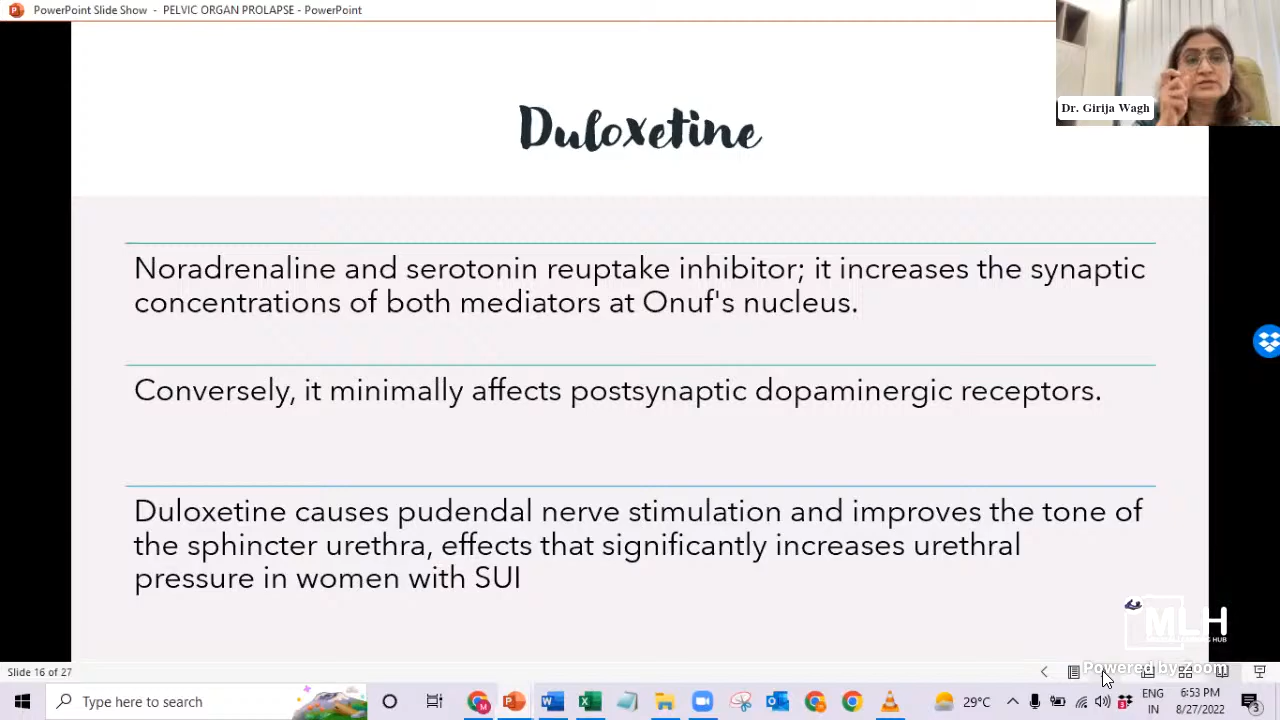 PowerPoint Slide Show - PELVIC ORGAN PROLAPSE - PowerPoint
Dr. Girija Wagh
Duloxetine
Noradrenaline and serotonin reuptake inhibitor; it increases the synaptic
concentrations of both mediators at Onuf's nucleus.
Conversely, it minimally affects postsynaptic dopaminergic receptors.
Duloxetine causes pudendal nerve stimulation and improves the tone of
the sphincter urethra, effects that significantly increases urethral
pressure in women with SUI
MLH
HUB
Powered by Zoom
Slide 16 of 27
Type here to search
29°C
ENG
IN
6:53 PM
8/27/2022
3
3